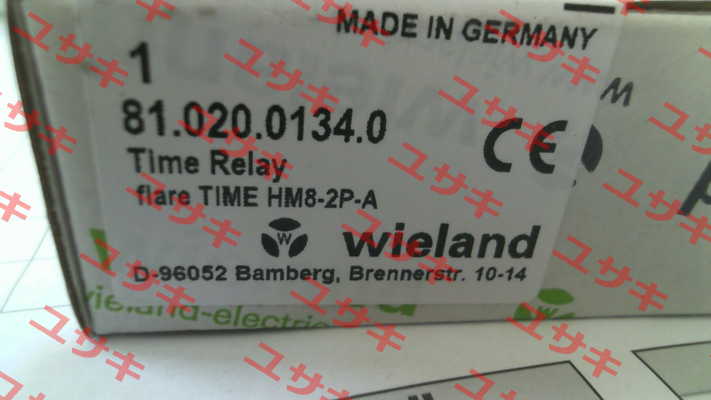 MADE IN GERMANY
1
81.020.0134.0
Time Relay
flare TIME HM8-2P-A
CE
W
wieland
D-96052 Bamberg, Brennerstr. 10-14
wieland-electric
ユサキ